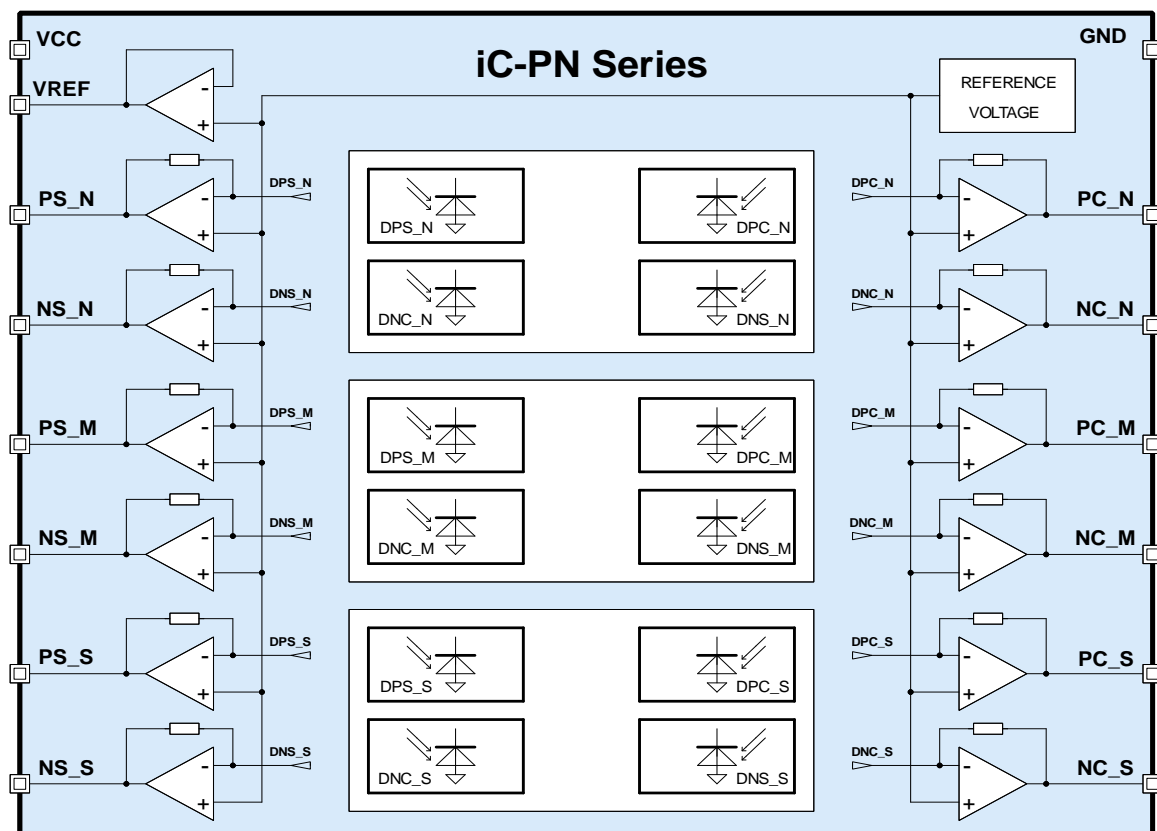 VCC
GND
iC-PN Series
VREF
REFERENCE
VOLTAGE
-
+
PS_N
DPS_N
-
+
DPS_N
DPC_N
DPC_N
-
+
PC_N
NS_N
DNS_N
-
+
DNC_N
DNS_N
DNC_N
-
+
NC_N
PS_M
DPS_M
-
+
DPS_M
DPC_M
DPC_M
-
+
PC_M
NS_M
DNS_M
-
+
DNC_M
DNS_M
DNC_M
-
+
NC_M
PS_S
DPS_S
-
+
DPS_S
DPC_S
DPC_S
-
+
PC_S
NS_S
DNS_S
-
+
DNC_S
DNS_S
DNC_S
-
+
NC_S